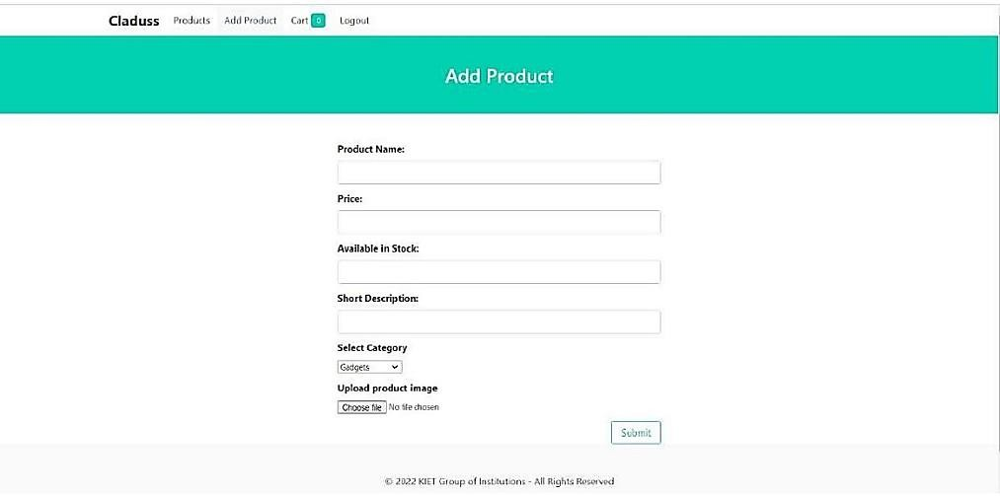 Claduss Products Add Product Cart 0 Logout
Add Product
Product Name:
Price:
Available in Stock:
Short Description:
Select Category
Gadgets
Upload product image
Choose file No file chosen
Submit
© 2022 KIET Group of Institutions - All Rights Reserved